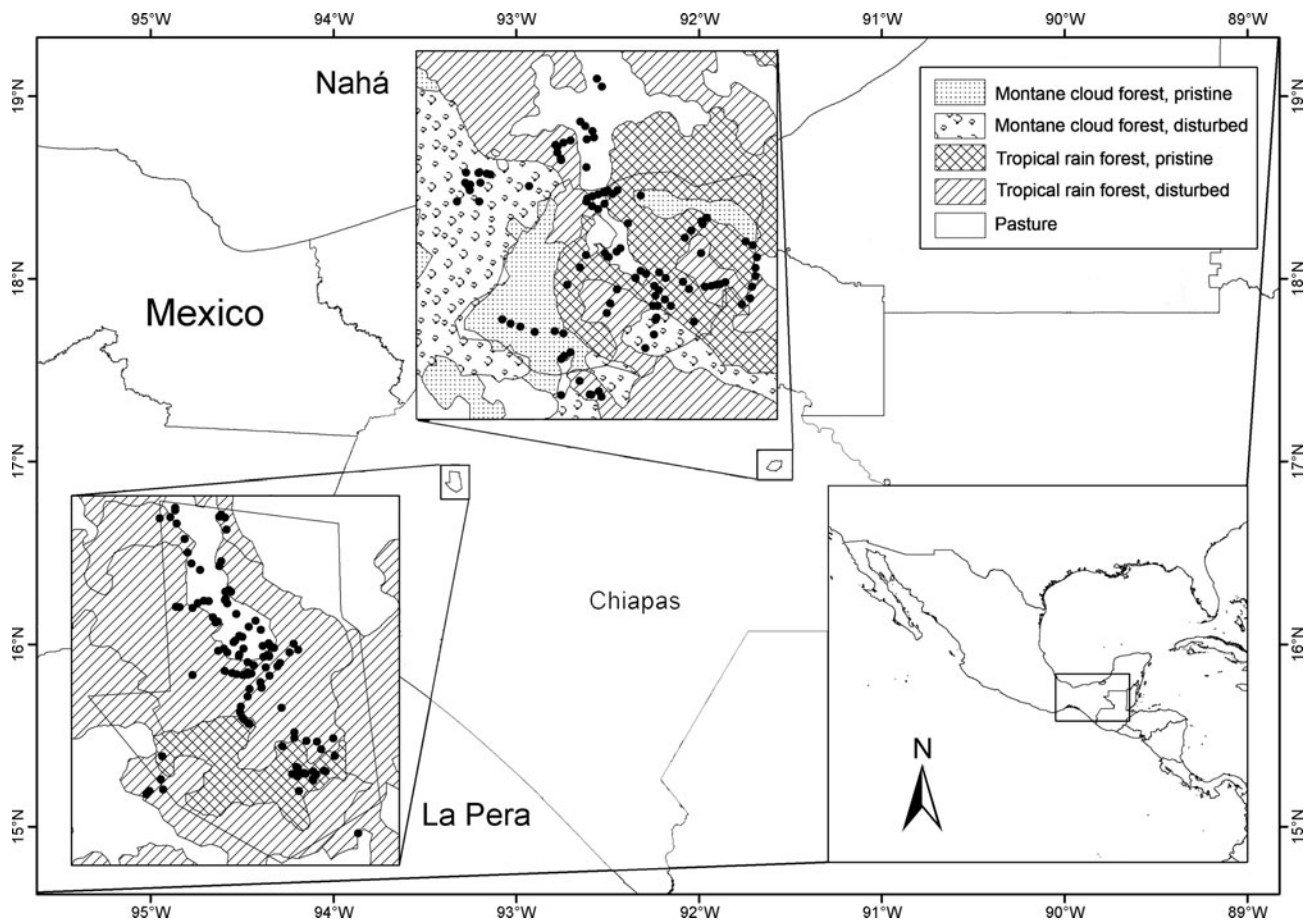 95°W 94°W 93°W 92°W 91°W 90°W 89°W
Nahá
Montane cloud forest, pristine
Montane cloud forest, disturbed
Tropical rain forest, pristine
Tropical rain forest, disturbed
Pasture
19°N 19°N
18°N 18°N
Mexico
17°N 17°N
Chiapas
16°N 16°N
N
La Pera
15°N 15°N
95°W 94°W 93°W 92°W 91°W 90°W 89°W